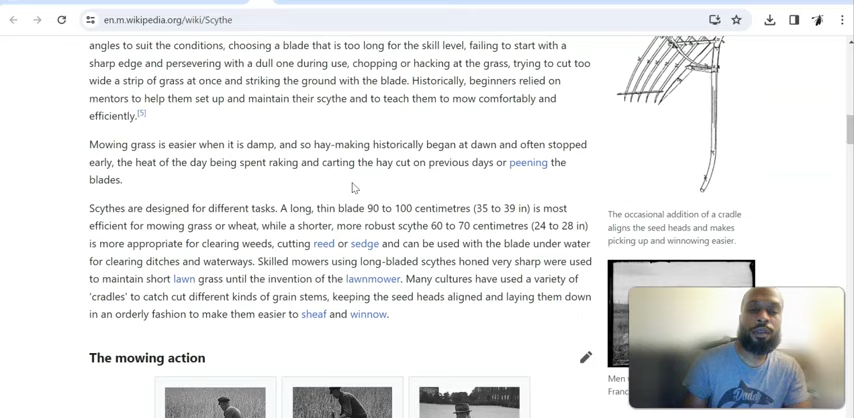 en.m.wikipedia.org/wiki/Scythe
angles to suit the conditions, choosing a blade that is too long for the skill level, failing to start with a
sharp edge and persevering with a dull one during use, chopping or hacking at the grass, trying to cut too
wide a strip of grass at once and striking the ground with the blade. Historically, beginners relied on
mentors to help them set up and maintain their scythe and to teach them to mow comfortably and
efficiently.[5]
Mowing grass is easier when it is damp, and so hay-making historically began at dawn and often stopped
early, the heat of the day being spent raking and carting the hay cut on previous days or peening the
blades.
Scythes are designed for different tasks. A long, thin blade 90 to 100 centimetres (35 to 39 in) is most
efficient for mowing grass or wheat, while a shorter, more robust scythe 60 to 70 centimetres (24 to 28 in)
is more appropriate for clearing weeds, cutting reed or sedge and can be used with the blade under water
for clearing ditches and waterways. Skilled mowers using long-bladed scythes honed very sharp were used
to maintain short lawn grass until the invention of the lawnmower. Many cultures have used a variety of
'cradles' to catch cut different kinds of grain stems, keeping the seed heads aligned and laying them down
in an orderly fashion to make them easier to sheaf and winnow.
The mowing action
The occasional addition of a cradle
aligns the seed heads and makes
picking up and winnowing easier.
Men
Franc